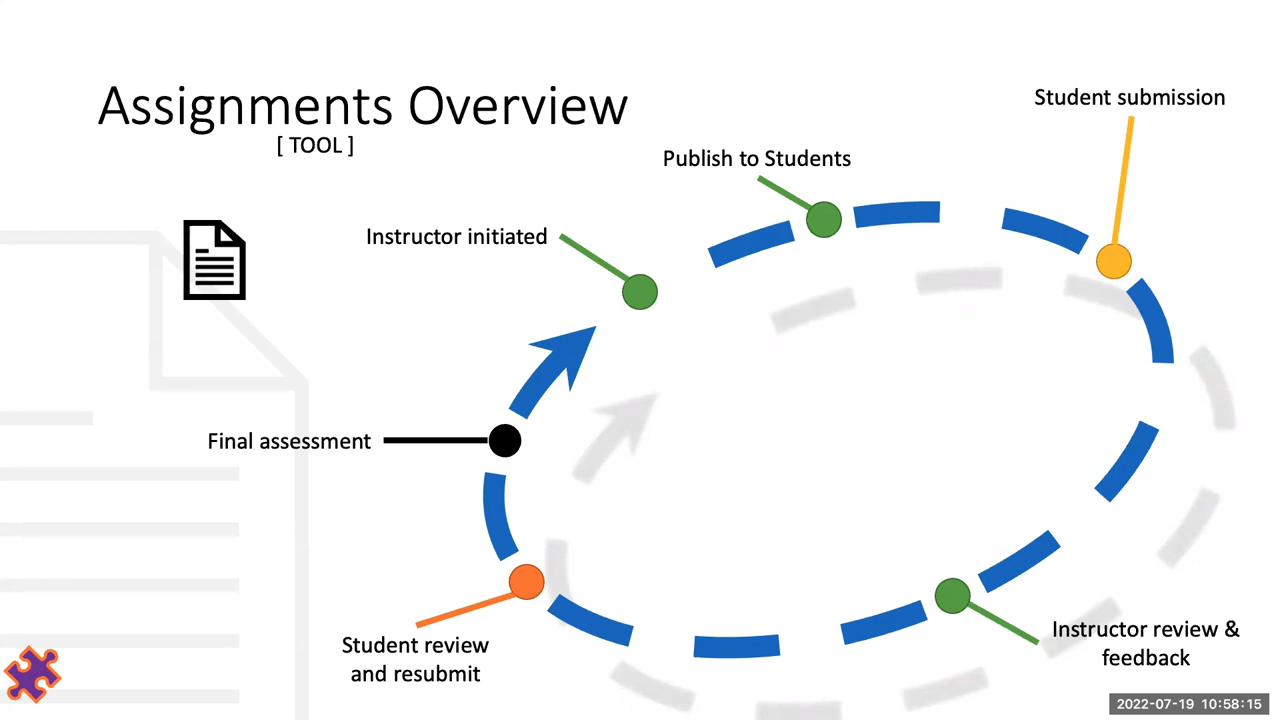 Assignments Overview
[ TOOL ]
Student submission
Publish to Students
Instructor initiated
Final assessment
Student review
and resubmit
Instructor review &
feedback
2022-07-19 10:58:15